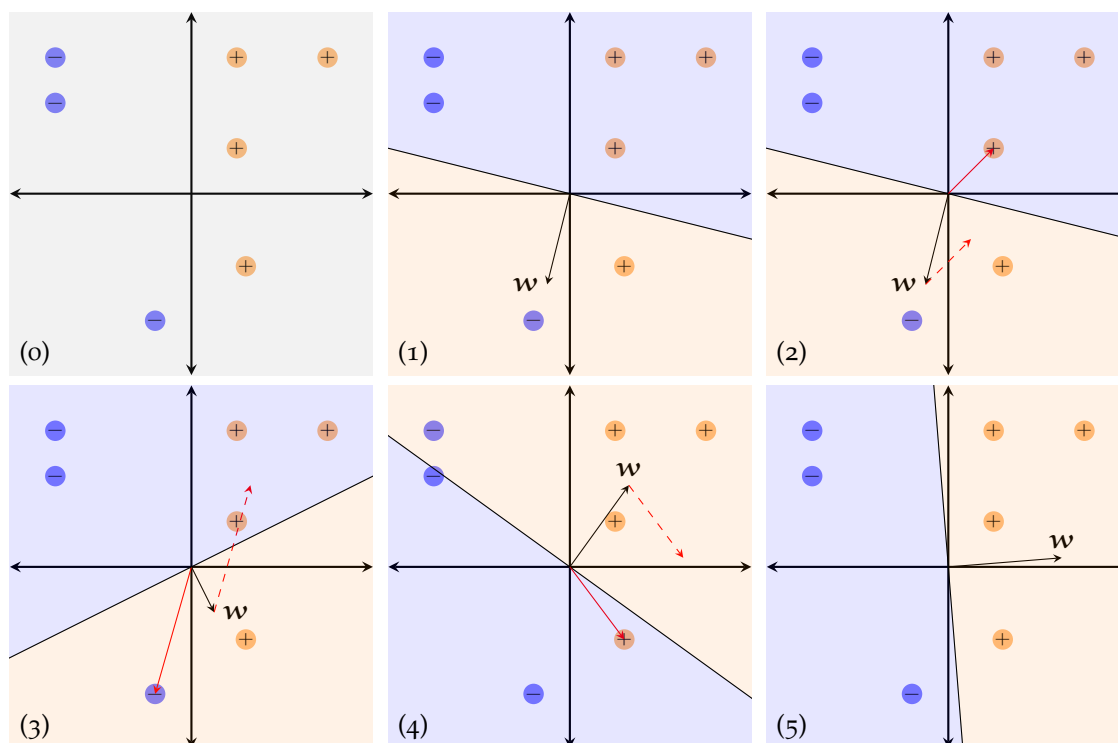 − + +
−
+
+
−
(0)
− + +
−
+
+
w
−
(1)
− + +
−
+
+
w
−
(2)
− + +
−
+
w
+
−
(3)
− + +
w
−
+
+
−
(4)
− + +
−
+
w
+
−
(5)